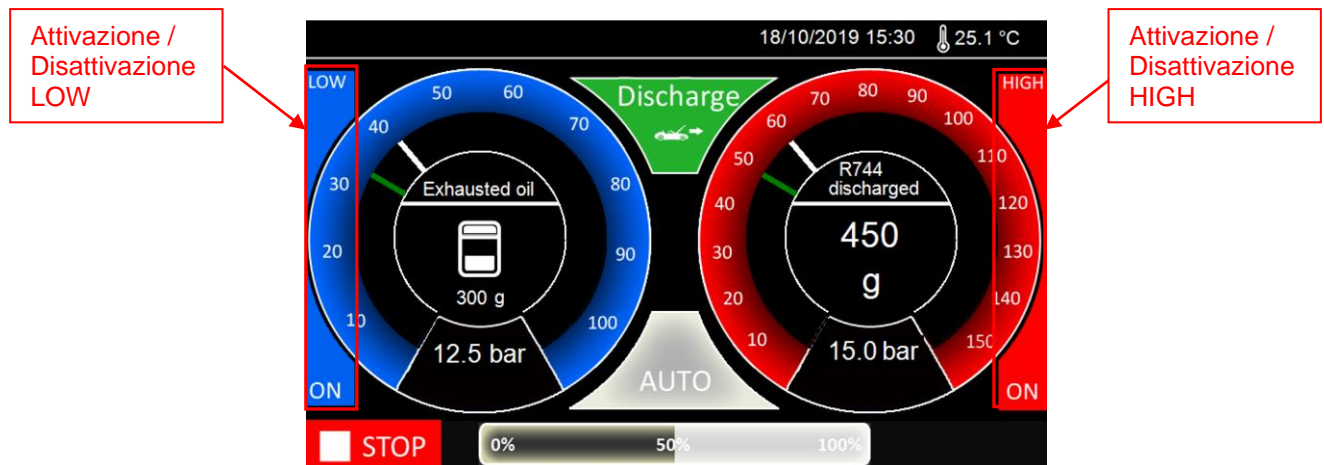 Attivazione /
Disattivazione
LOW
18/10/2019 15:30 25.1 °C
Attivazione /
Disattivazione
HIGH
LOW
ON
10
20
30
40
50
60
70
80
90
100
Exhausted oil
300 g
12.5 bar
Discharge
AUTO
10
20
30
40
50
60
70
80
90
100
110
120
130
140
150
R744
discharged
450
g
15.0 bar
HIGH
ON
STOP
0% 50% 100%